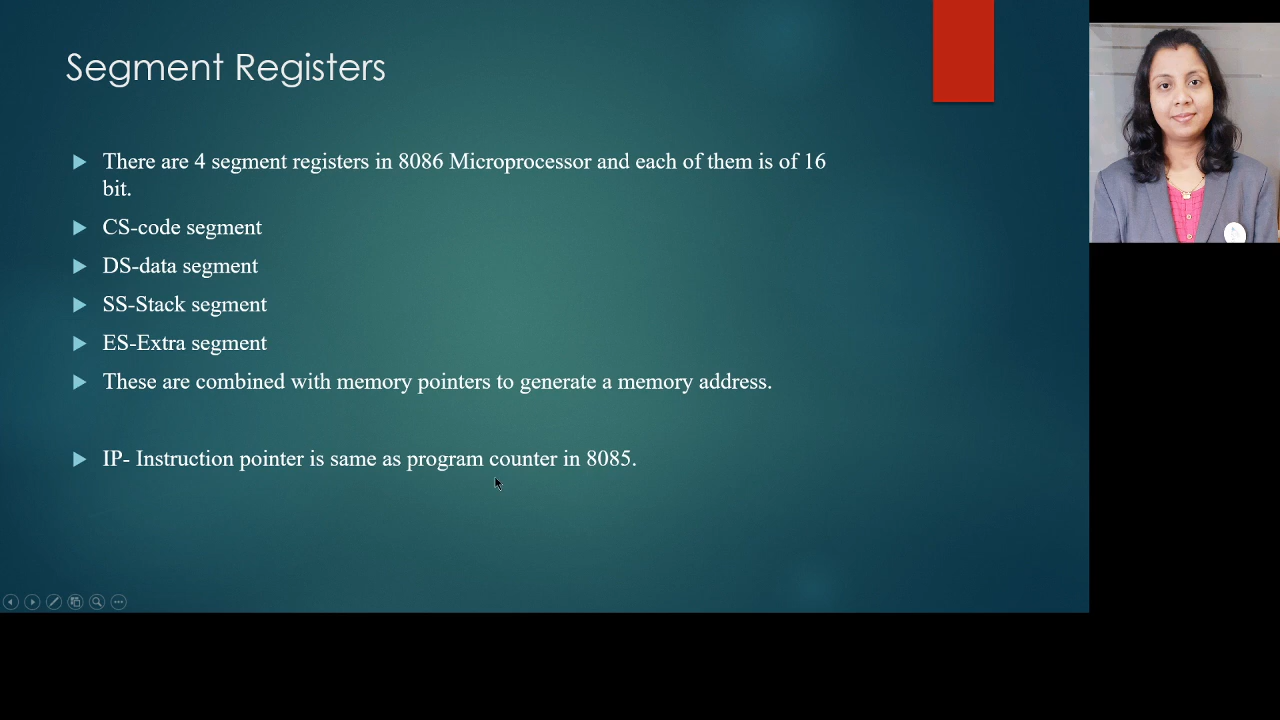 Segment Registers
There are 4 segment registers in 8086 Microprocessor and each of them is of 16
bit.
CS-code segment
DS-data segment
SS-Stack segment
ES-Extra segment
These are combined with memory pointers to generate a memory address.
IP- Instruction pointer is same as program counter in 8085.